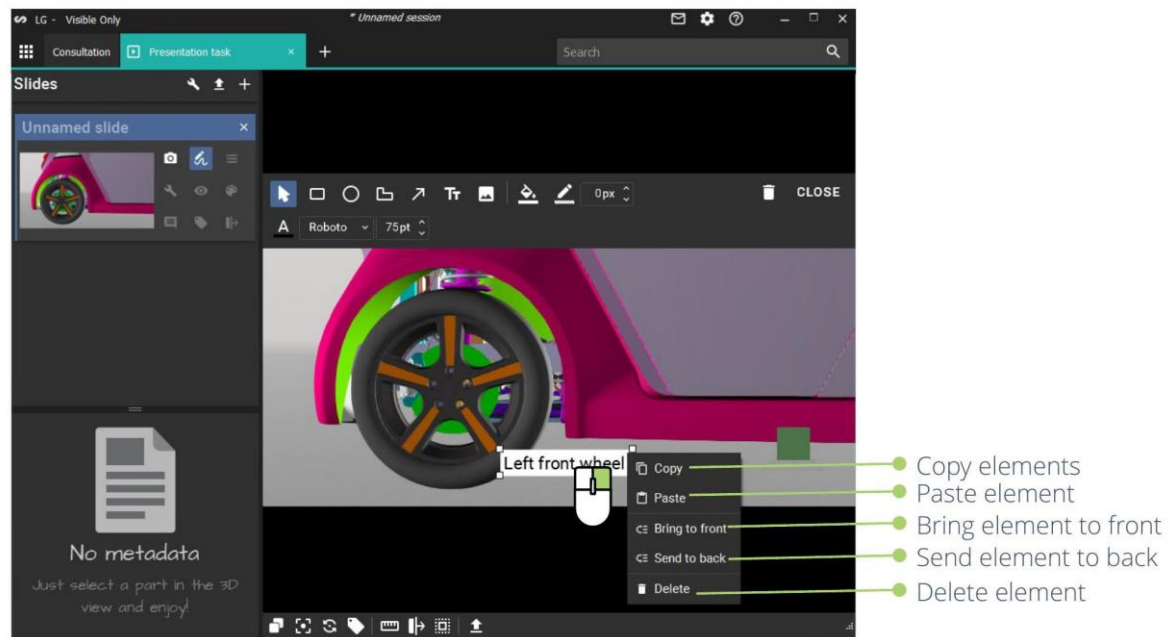 LG - Visible Only
* Unnamed session
Consultation
Presentation task
Search
Slides
Unnamed slide
CLOSE
0px
A
Roboto
75pt
TT
Left front wheel
Copy
Paste
Bring to front
Send to back
Delete
Copy elements
Paste element
Bring element to front
Send element to back
Delete element
No metadata
Just select a part in the 3D
view and enjoy!